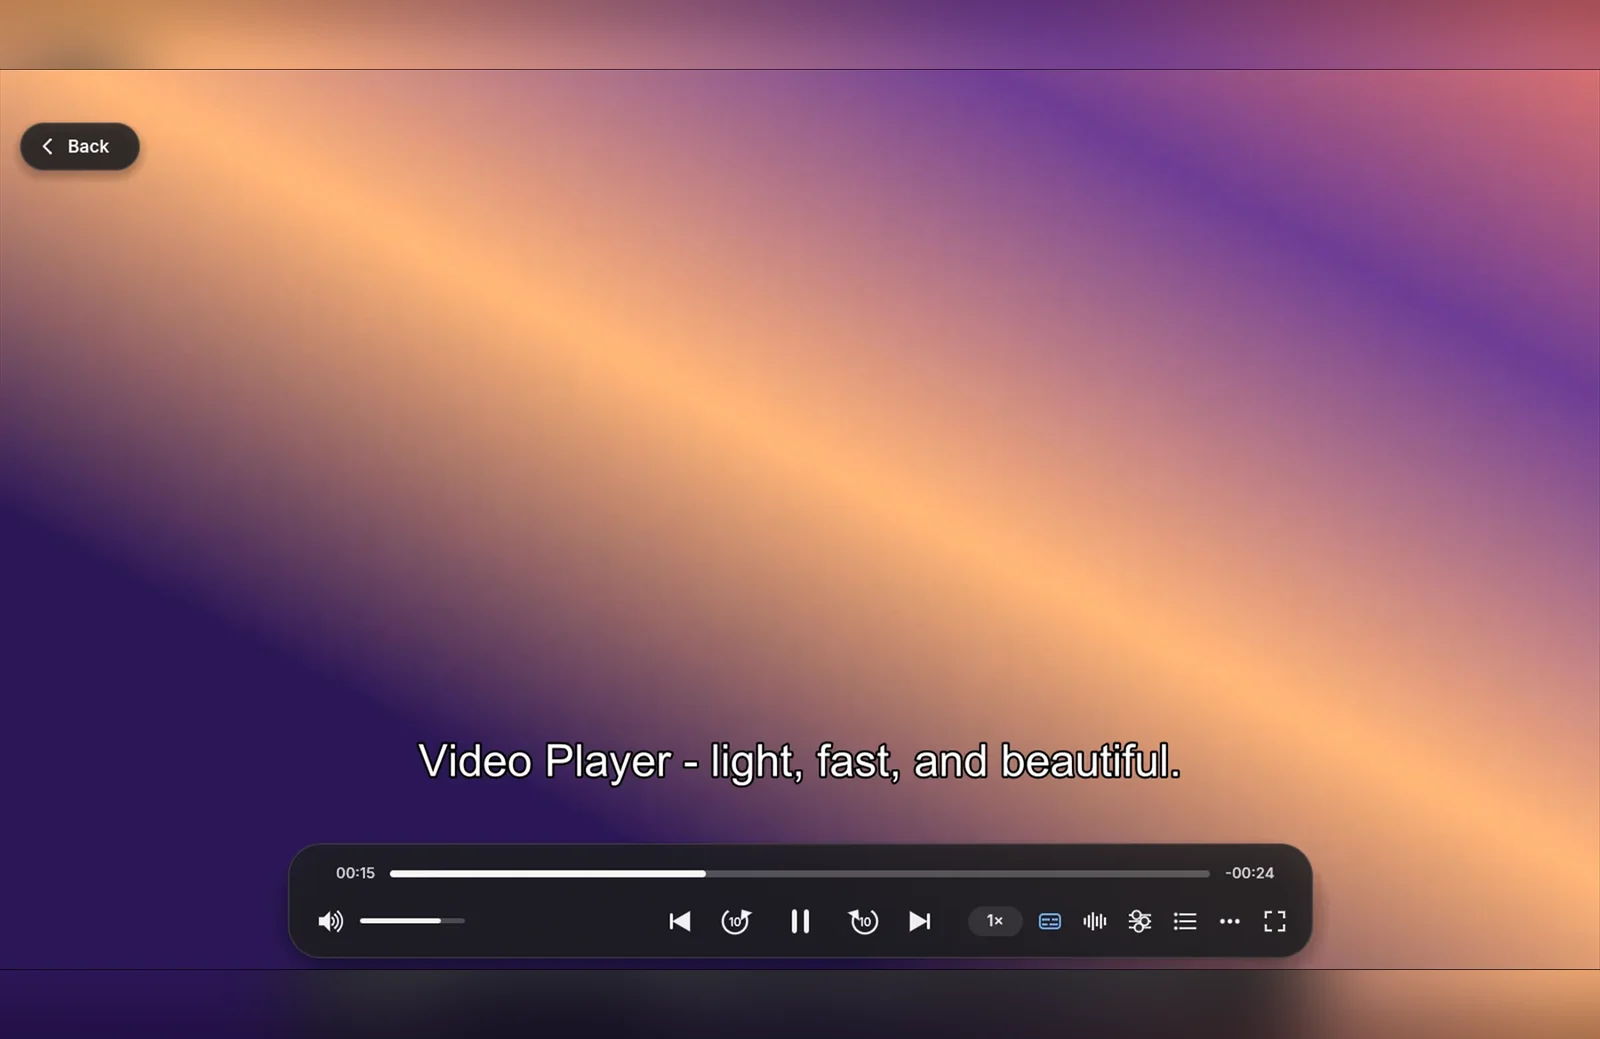 Back
Video Player - light, fast, and beautiful.
00:15
-00:24
10
10
1×